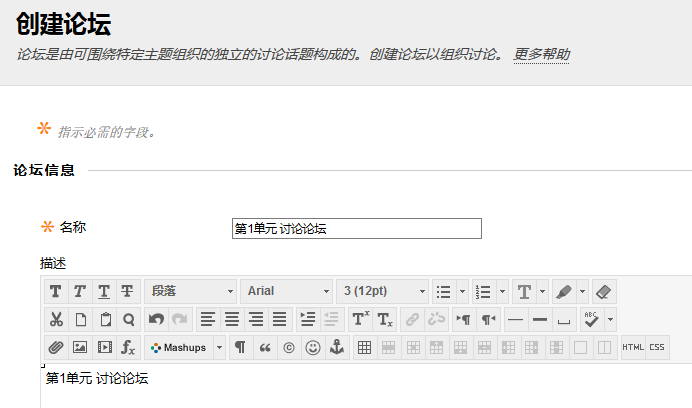 创建论坛
论坛是由可围绕特定主题组织的独立的讨论话题构成的。创建论坛以组织讨论。 更多帮助
* 指示必需的字段。
论坛信息
* 名称 第1单元 讨论论坛
描述
T T T T 段落 Arial 3 (12pt) T
Tx Tx ABC
fx Mashups ¶ “ © HTML CSS
第1单元 讨论论坛